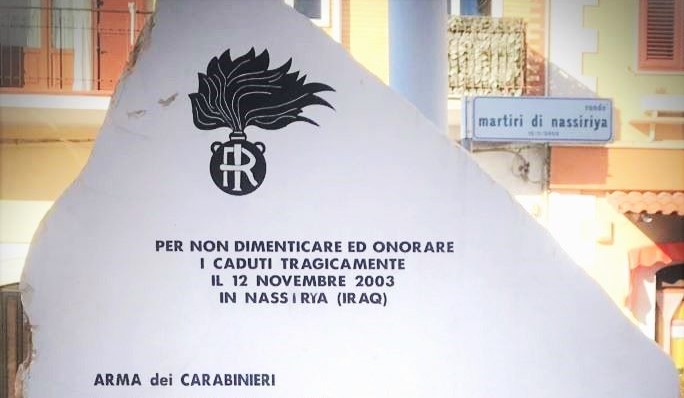 RI
PER NON DIMENTICARE ED ONORARE
I CADUTI TRAGICAMENTE
IL 12 NOVEMBRE 2003
IN NASSIRYA (IRAQ)
ARMA dei CARABINIERI
rondò
martiri di nassiriya